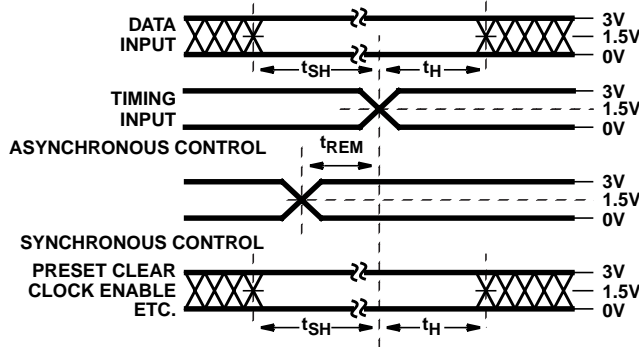 DATA
INPUT
3V
1.5V
0V
tSH
tH
TIMING
INPUT
3V
1.5V
0V
ASYNCHRONOUS CONTROL
tREM
3V
1.5V
0V
SYNCHRONOUS CONTROL
PRESET CLEAR
CLOCK ENABLE
ETC.
3V
1.5V
0V
tSH
tH